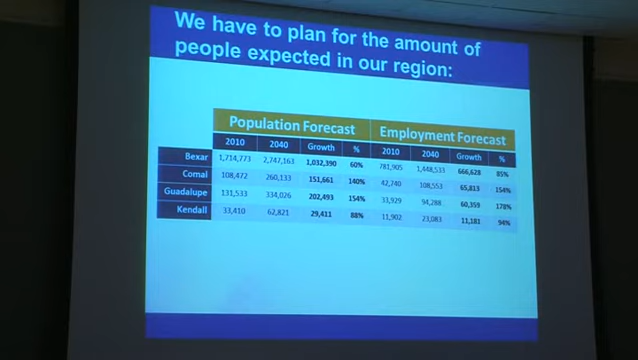 We have to plan for the amount of
people expected in our region:
Population Forecast Employment Forecast
2010 2040 Growth % 2010 2040 Growth %
Bexar 1,714,773 2,747,163 1,032,390 60% 781,905 1,448,533 666,628 85%
Comal 108,472 260,133 151,661 140% 42,740 108,553 65,813 154%
Guadalupe 131,533 334,026 202,493 154% 33,929 94,288 60,359 178%
Kendall 33,410 62,821 29,411 88% 11,902 23,083 11,181 94%